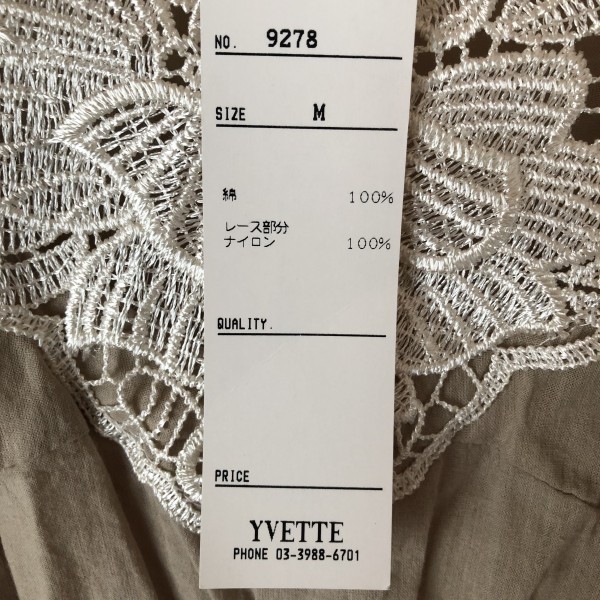 NO. 9278
SIZE M
綿 100%
レース部分
ナイロン 100%
QUALITY.
PRICE
YVETTE
PHONE 03-3988-6701